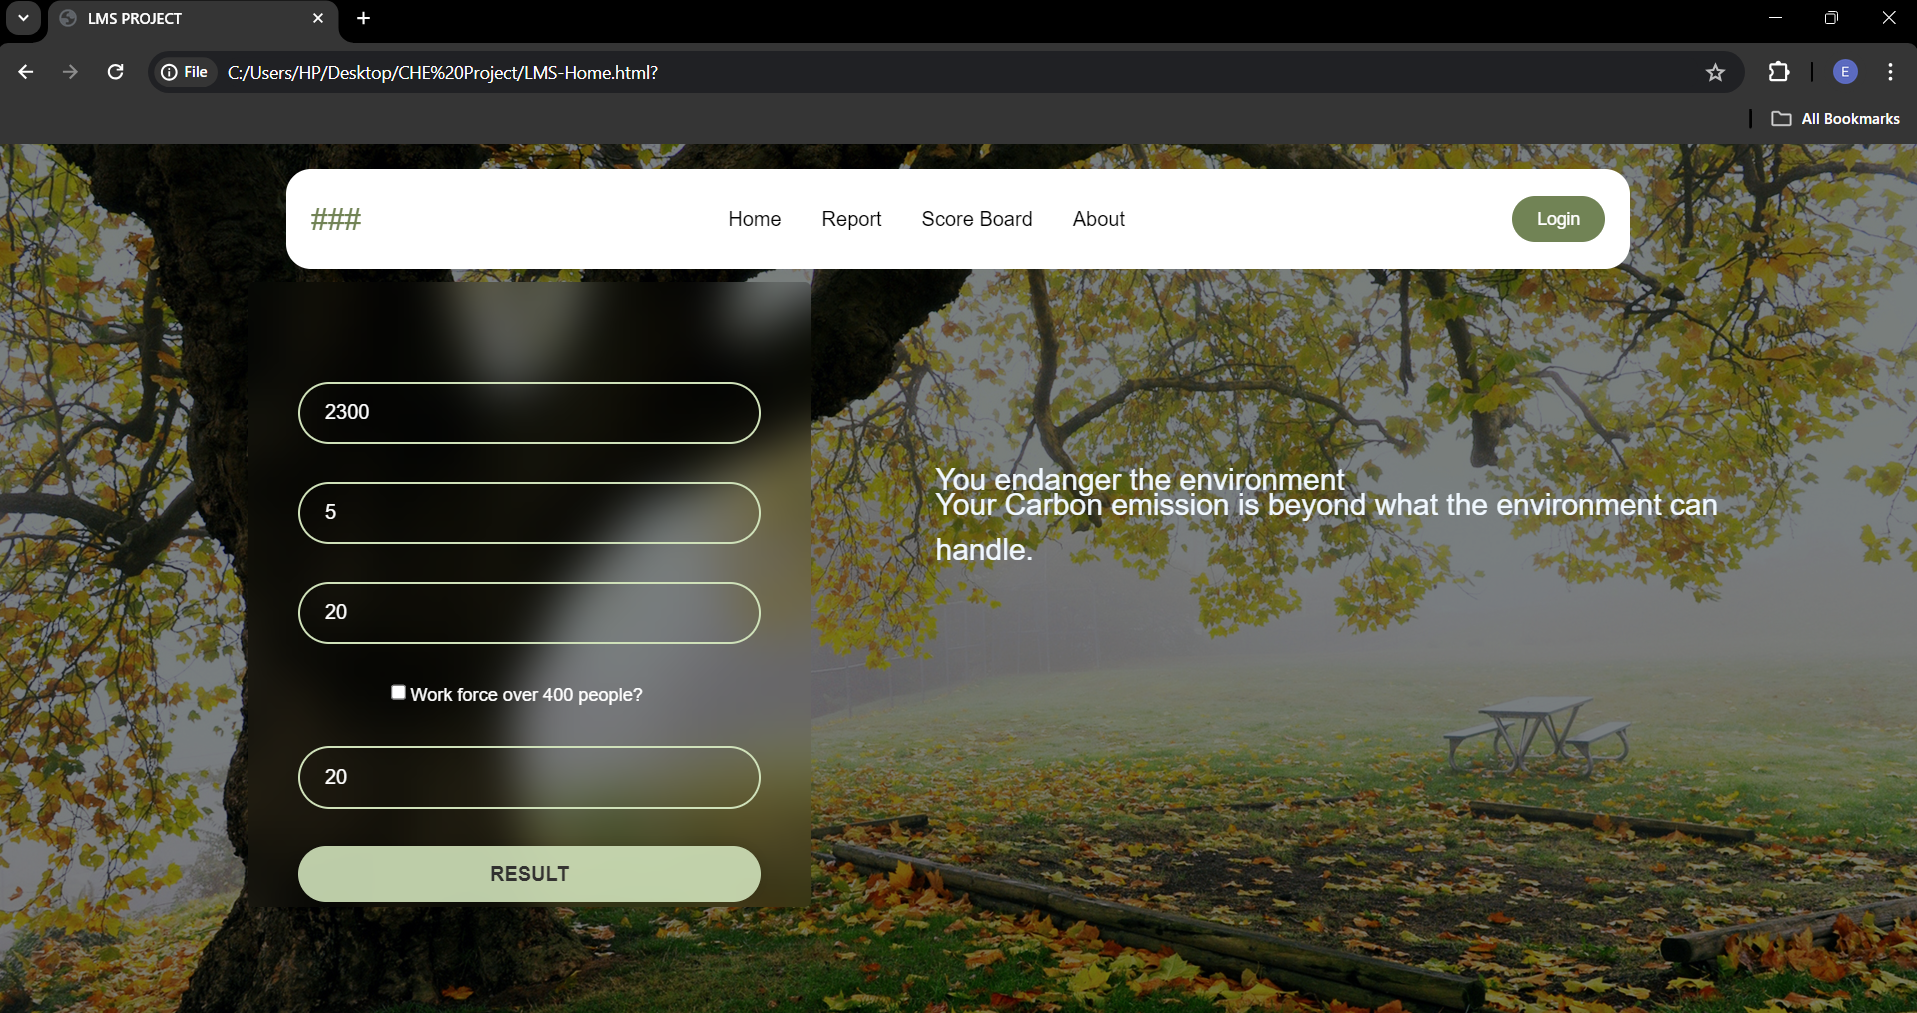 LMS PROJECT
File
C:/Users/HP/Desktop/CHE%20Project/LMS-Home.html?
E
All Bookmarks
###
Home
Report
Score Board
About
Login
2300
5
20
Work force over 400 people?
20
RESULT
You endanger the environment
Your Carbon emission is beyond what the environment can
handle.